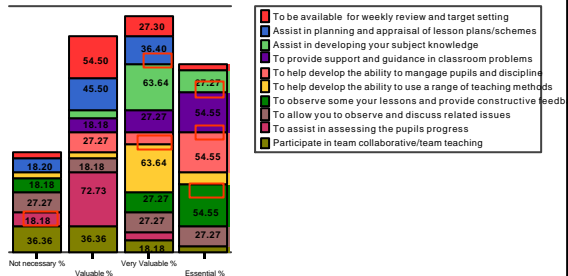 27.30
36.40
63.64
27.27
63.64
27.27
27.27
18.18
54.50
45.50
18.18
27.27
18.18
72.73
36.36
27.27
54.55
54.55
54.55
27.27
18.20
18.18
27.27
18.18
36.36
Not necessary %
Valuable %
Very Valuable %
Essential %
To be available for weekly review and target setting
Assist in planning and appraisal of lesson plans/schemes
Assist in developing your subject knowledge
To provide support and guidance in classroom problems
To help develop the ability to mangage pupils and discipline
To help develop the ability to use a range of teaching methods
To observe some your lessons and provide constructive feedb
To allow you to observe and discuss related issues
To assist in assessing the pupils progress
Participate in team collaborative/team teaching